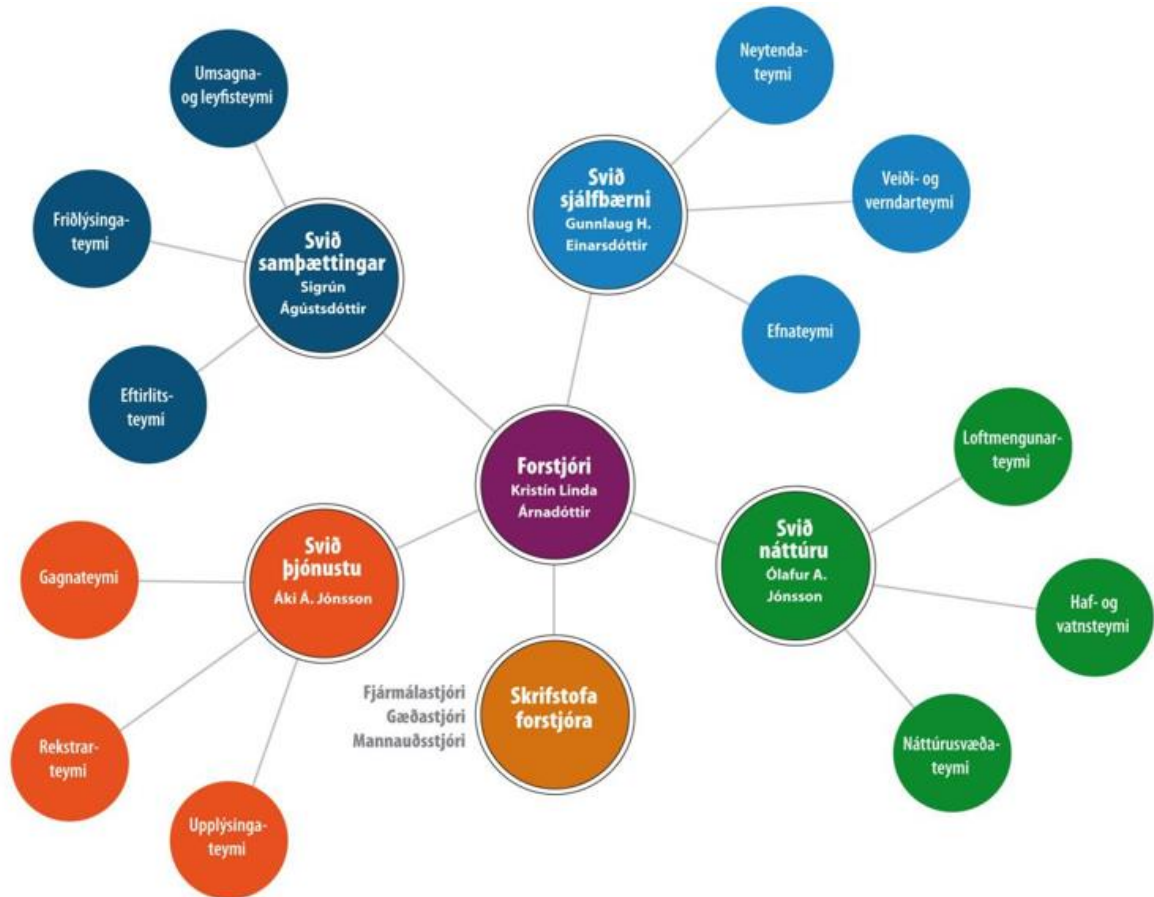 Umsagna-
og leyfisteymi
Friðlýsinga-
teymi
Eftirlits-
teymi
Svið
samþættingar
Sigrún
Ágústsdóttir
Neytenda-
teymi
Veiði- og
verndarteymi
Efnateymi
Svið
sjálfbærni
Gunnlaug H.
Einarsdóttir
Forstjóri
Kristín Linda
Árnadóttir
Loftmengunar-
teymi
Haf- og
vatnsteymi
Náttúrusvæða-
teymi
Svið
náttúru
Ólafur A.
Jónsson
Svið
þjónustu
Áki Á. Jónsson
Gagnateymi
Rekstrar-
teymi
Upplýsinga-
teymi
Fjármálastjóri
Gæðastjóri
Mannauðsstjóri
Skrifstofa
forstjóra